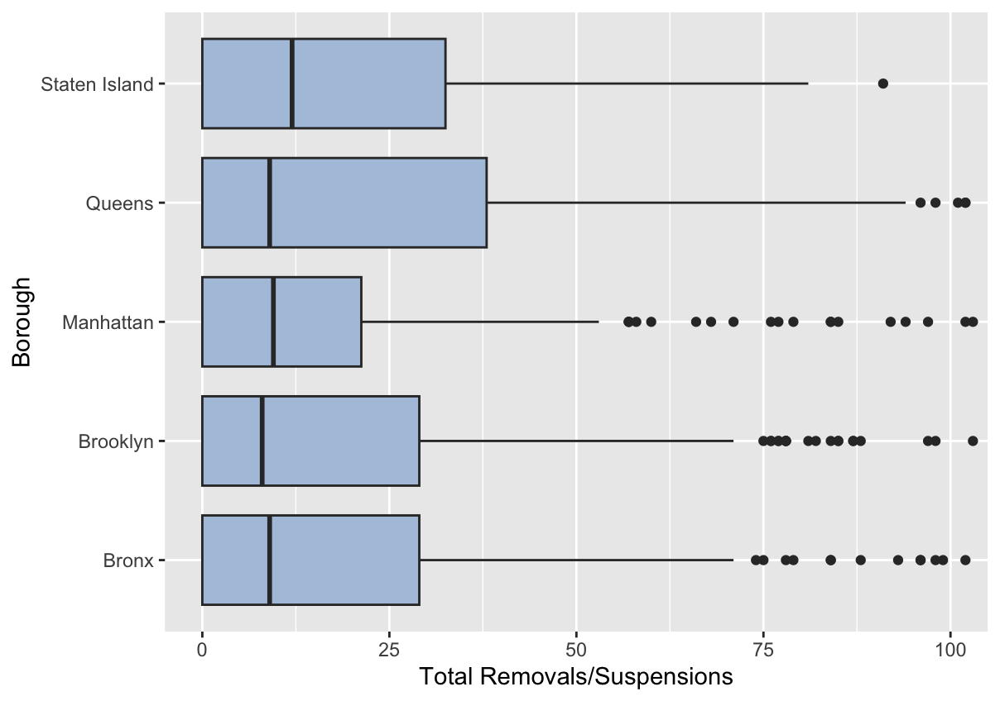 Staten Island
Queens
Manhattan
Brooklyn
Bronx
Borough
0 25 50 75 100
Total Removals/Suspensions